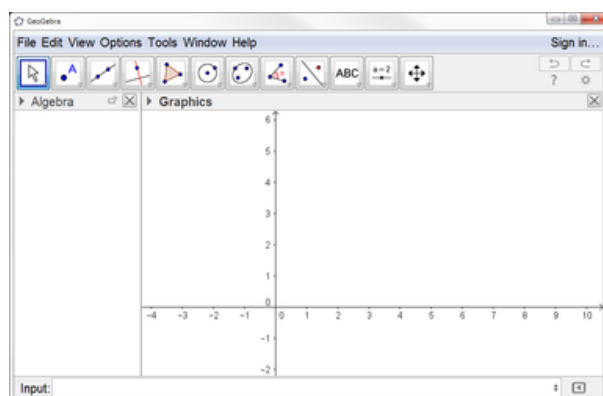 GeoGebra
File Edit View Options Tools Window Help Sign in...
A ABC a=2
?
Algebra Graphics
6
5
4
3
2
1
0
-4 -3 -2 -1 0 1 2 3 4 5 6 7 8 9 10
-1
-2
Input: